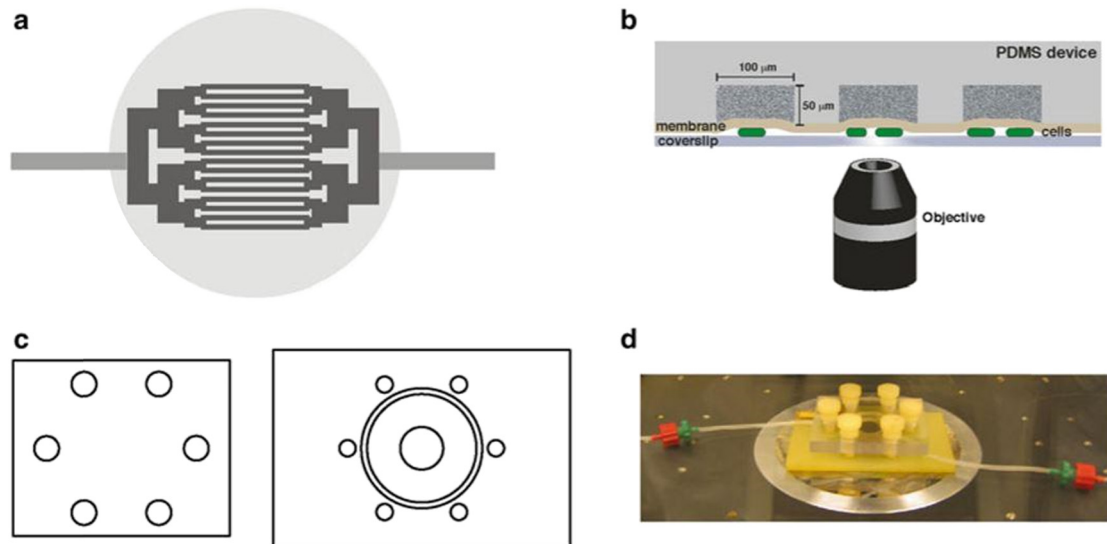 a
b
PDMS device
100 µm
50 µm
membrane
cells
coverslip
Objective
c
d